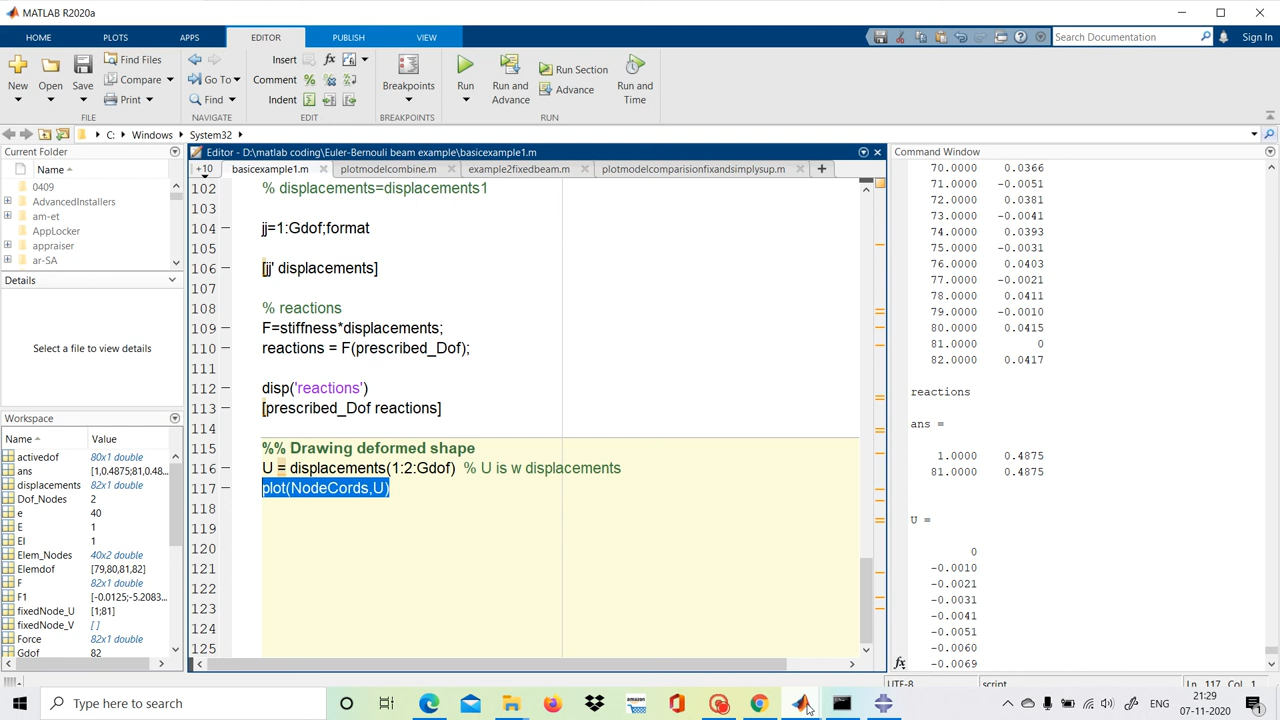 MATLAB R2020a
HOME PLOTS APPS EDITOR PUBLISH VIEW
Search Documentation
Sign In
New Open Save
Find Files
Compare
Print
FILE
Go To
Find
NAVIGATE
Insert
Comment
Indent
EDIT
Breakpoints
BREAKPOINTS
Run
Run and Advance
Run Section
Advance
Run and Time
RUN
C: Windows System32
Current Folder
Name
0409
AdvancedInstallers
am-et
AppLocker
appraiser
ar-SA
Details
Select a file to view details
Workspace
Name Value
activedof 80x1 double
ans [1,0.4875;81,0.48...
displacements 82x1 double
Dof_Nodes 2
e 40
E 1
EI 1
Elem_Nodes 40x2 double
Elemdof [79,80,81,82]
F 82x1 double
F1 [-0.0125;-5.2083...
fixedNode_U [1;81]
fixedNode_V [ ]
Force 82x1 double
Gdof 82
Editor - D:\matlab coding\Euler-Bernouli beam example\basicexample1.m
+10 basicexample1.m plotmodelcombine.m example2fixedbeam.m plotmodelcomparisionfixandsimplysup.m
102 % displacements=displacements1
103
104 jj=1:Gdof;format
105
106 [jj' displacements]
107
108 % reactions
109 F=stiffness*displacements;
110 reactions = F(prescribed_Dof);
111
112 disp('reactions')
113 [prescribed_Dof reactions]
114
115 %% Drawing deformed shape
116 U = displacements(1:2:Gdof) % U is w displacements
117 plot(NodeCords,U)
118
119
120
121
122
123
124
125
Command Window
70.0000 0.0366
71.0000 -0.0051
72.0000 0.0381
73.0000 -0.0041
74.0000 0.0393
75.0000 -0.0031
76.0000 0.0403
77.0000 -0.0021
78.0000 0.0411
79.0000 -0.0010
80.0000 0.0415
81.0000 0
82.0000 0.0417
reactions
ans =
1.0000 0.4875
81.0000 0.4875
U =
0
-0.0010
-0.0021
-0.0031
-0.0041
-0.0051
-0.0060
-0.0069
fx
UTF-8 script Ln 117 Col 1
Type here to search
amazon
ENG
21:29
07-11-2020
1